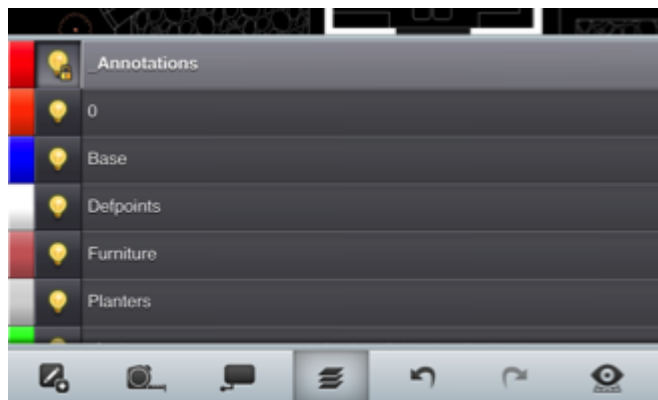 _Annotations
0
Base
Defpoints
Furniture
Planters